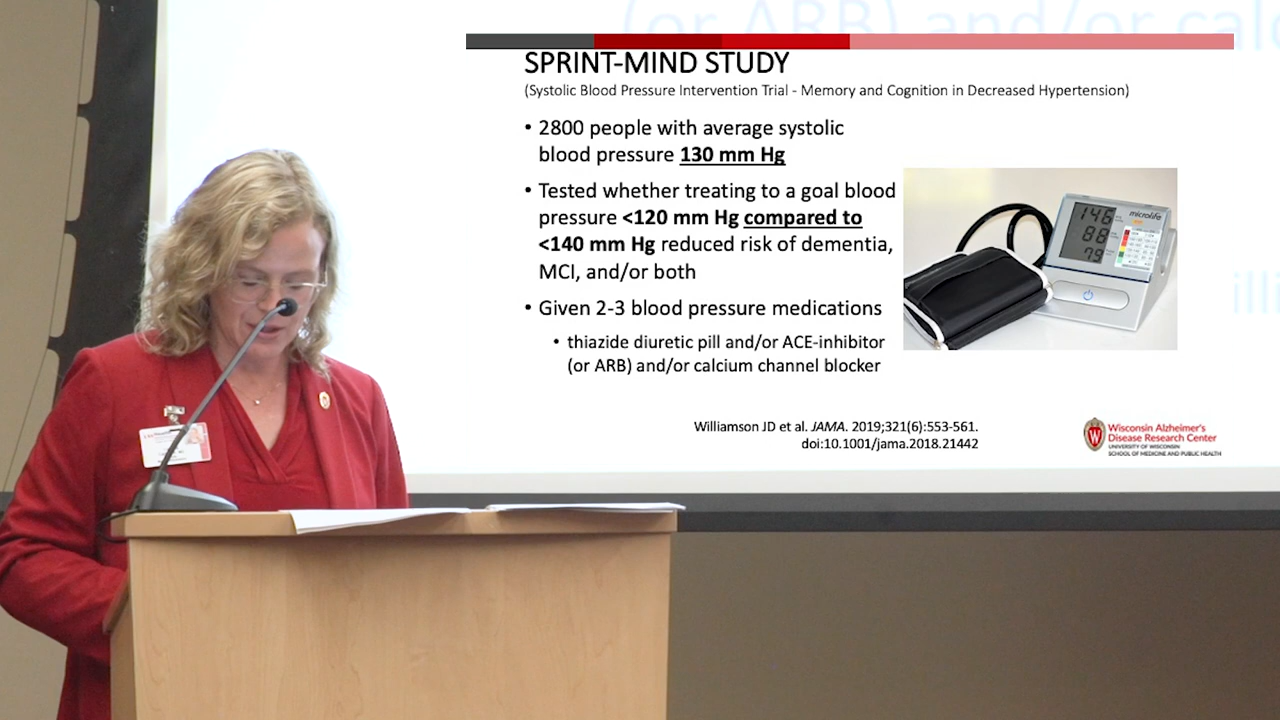 (or ARB) and/or cal
SPRINT-MIND STUDY
(Systolic Blood Pressure Intervention Trial - Memory and Cognition in Decreased Hypertension)
• 2800 people with average systolic
blood pressure 130 mm Hg
• Tested whether treating to a goal blood
pressure <120 mm Hg compared to
<140 mm Hg reduced risk of dementia,
MCI, and/or both
• Given 2-3 blood pressure medications
• thiazide diuretic pill and/or ACE-inhibitor
(or ARB) and/or calcium channel blocker
146
88
79
microlife
Williamson JD et al. JAMA. 2019;321(6):553-561.
doi:10.1001/jama.2018.21442
W
Wisconsin Alzheimer's
Disease Research Center
UNIVERSITY OF WISCONSIN
SCHOOL OF MEDICINE AND PUBLIC HEALTH